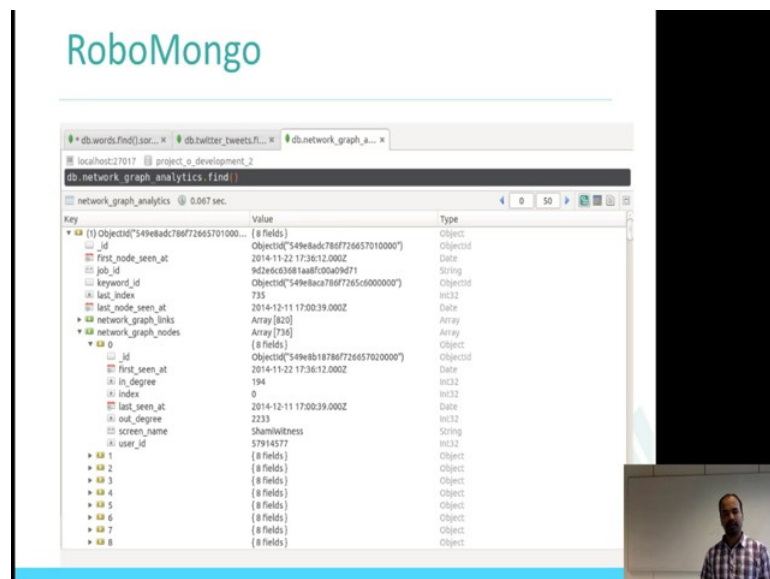 RoboMongo
* db.words.find().sor... × db.twitter_tweets.fi... × db.network_graph_a... ×
localhost:27017 project_o_development_2
db.network_graph_analytics.find()
network_graph_analytics 0.067 sec. 0 50
Key Value Type
(1) ObjectId("549e8adc786f72665701000... { 8 fields } Object
_id ObjectId("549e8adc786f726657010000") ObjectId
first_node_seen_at 2014-11-22 17:36:12.000Z Date
job_id 9d2e6c63681aa8fc00a09d71 String
keyword_id ObjectId("549e8aca786f7265c6000000") ObjectId
last_index 735 Int32
last_node_seen_at 2014-12-11 17:00:39.000Z Date
network_graph_links Array [820] Array
network_graph_nodes Array [736] Array
0 { 8 fields } Object
_id ObjectId("549e8b18786f726657020000") ObjectId
first_seen_at 2014-11-22 17:36:12.000Z Date
in_degree 194 Int32
index 0 Int32
last_seen_at 2014-12-11 17:00:39.000Z Date
out_degree 2233 Int32
screen_name ShamiWitness String
user_id 57914577 Int32
1 { 8 fields } Object
2 { 8 fields } Object
3 { 8 fields } Object
4 { 8 fields } Object
5 { 8 fields } Object
6 { 8 fields } Object
7 { 8 fields } Object
8 { 8 fields } Object